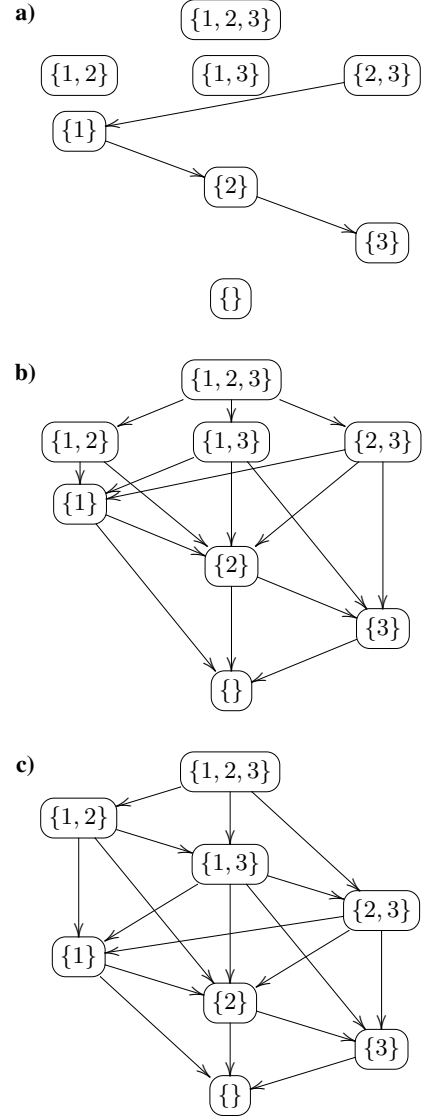 a)
{1, 2, 3}
{1, 2} {1, 3} {2, 3}
{1}
{2}
{3}
{}
b)
{1, 2, 3}
{1, 2} {1, 3} {2, 3}
{1}
{2}
{3}
{}
c)
{1, 2, 3}
{1, 2}
{1, 3}
{2, 3}
{1}
{2}
{3}
{}